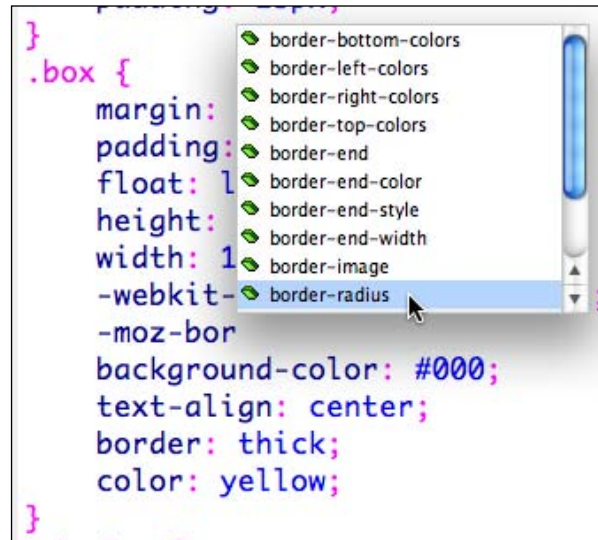 }
.box {
margin:
padding:
float: l
height:
width: 1
-webkit-
;
-moz-bor
background-color: #000;
text-align: center;
border: thick;
color: yellow;
}
border-bottom-colors
border-left-colors
border-right-colors
border-top-colors
border-end
border-end-color
border-end-style
border-end-width
border-image
border-radius